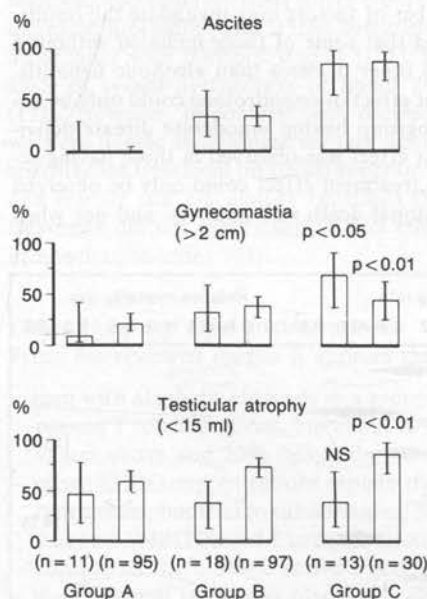 Ascites
%
100
50
0
Gynecomastia
(>2 cm)
p<0.05
p<0.01
%
100
50
0
Testicular atrophy
(<15 ml)
p<0.01
NS
%
100
50
0
(n=11) (n=95) (n=18) (n=97) (n=13) (n=30)
Group A Group B Group C